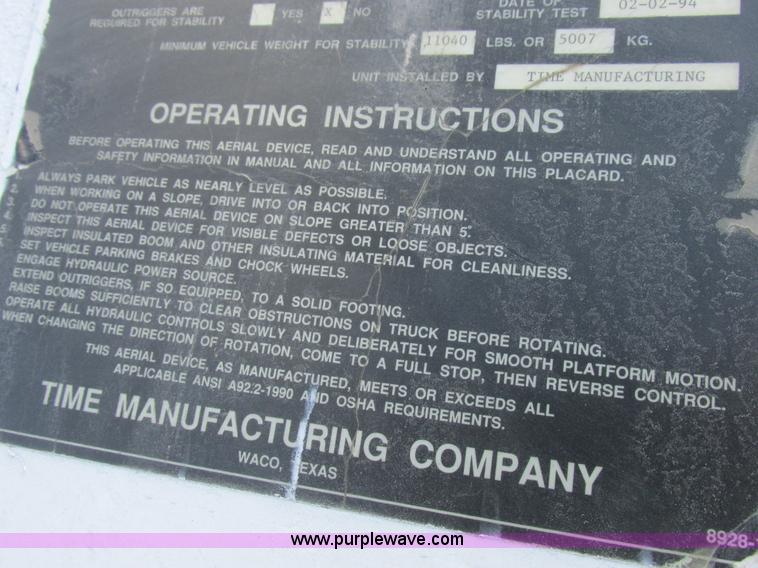 OUTRIGGERS ARE
REQUIRED FOR STABILITY YES X NO
DATE OF
STABILITY TEST 02-02-94
MINIMUM VEHICLE WEIGHT FOR STABILITY 11040 LBS. OR 5007 KG.
UNIT INSTALLED BY TIME MANUFACTURING
OPERATING INSTRUCTIONS
BEFORE OPERATING THIS AERIAL DEVICE, READ AND UNDERSTAND ALL OPERATING AND
SAFETY INFORMATION IN MANUAL AND ALL INFORMATION ON THIS PLACARD.
ALWAYS PARK VEHICLE AS NEARLY LEVEL AS POSSIBLE.
2. WHEN WORKING ON A SLOPE, DRIVE INTO OR BACK INTO POSITION.
3. DO NOT OPERATE THIS AERIAL DEVICE ON SLOPE GREATER THAN 5°.
4. INSPECT THIS AERIAL DEVICE FOR VISIBLE DEFECTS OR LOOSE OBJECTS.
5. INSPECT INSULATED BOOM AND OTHER INSULATING MATERIAL FOR CLEANLINESS.
SET VEHICLE PARKING BRAKES AND CHOCK WHEELS.
ENGAGE HYDRAULIC POWER SOURCE.
EXTEND OUTRIGGERS, IF SO EQUIPPED, TO A SOLID FOOTING.
RAISE BOOMS SUFFICIENTLY TO CLEAR OBSTRUCTIONS ON TRUCK BEFORE ROTATING.
OPERATE ALL HYDRAULIC CONTROLS SLOWLY AND DELIBERATELY FOR SMOOTH PLATFORM MOTION.
WHEN CHANGING THE DIRECTION OF ROTATION, COME TO A FULL STOP, THEN REVERSE CONTROL.
THIS AERIAL DEVICE, AS MANUFACTURED, MEETS OR EXCEEDS ALL
APPLICABLE ANSI A92.2-1990 AND OSHA REQUIREMENTS.
TIME MANUFACTURING COMPANY
WACO, TEXAS
8928-
www.purplewave.com